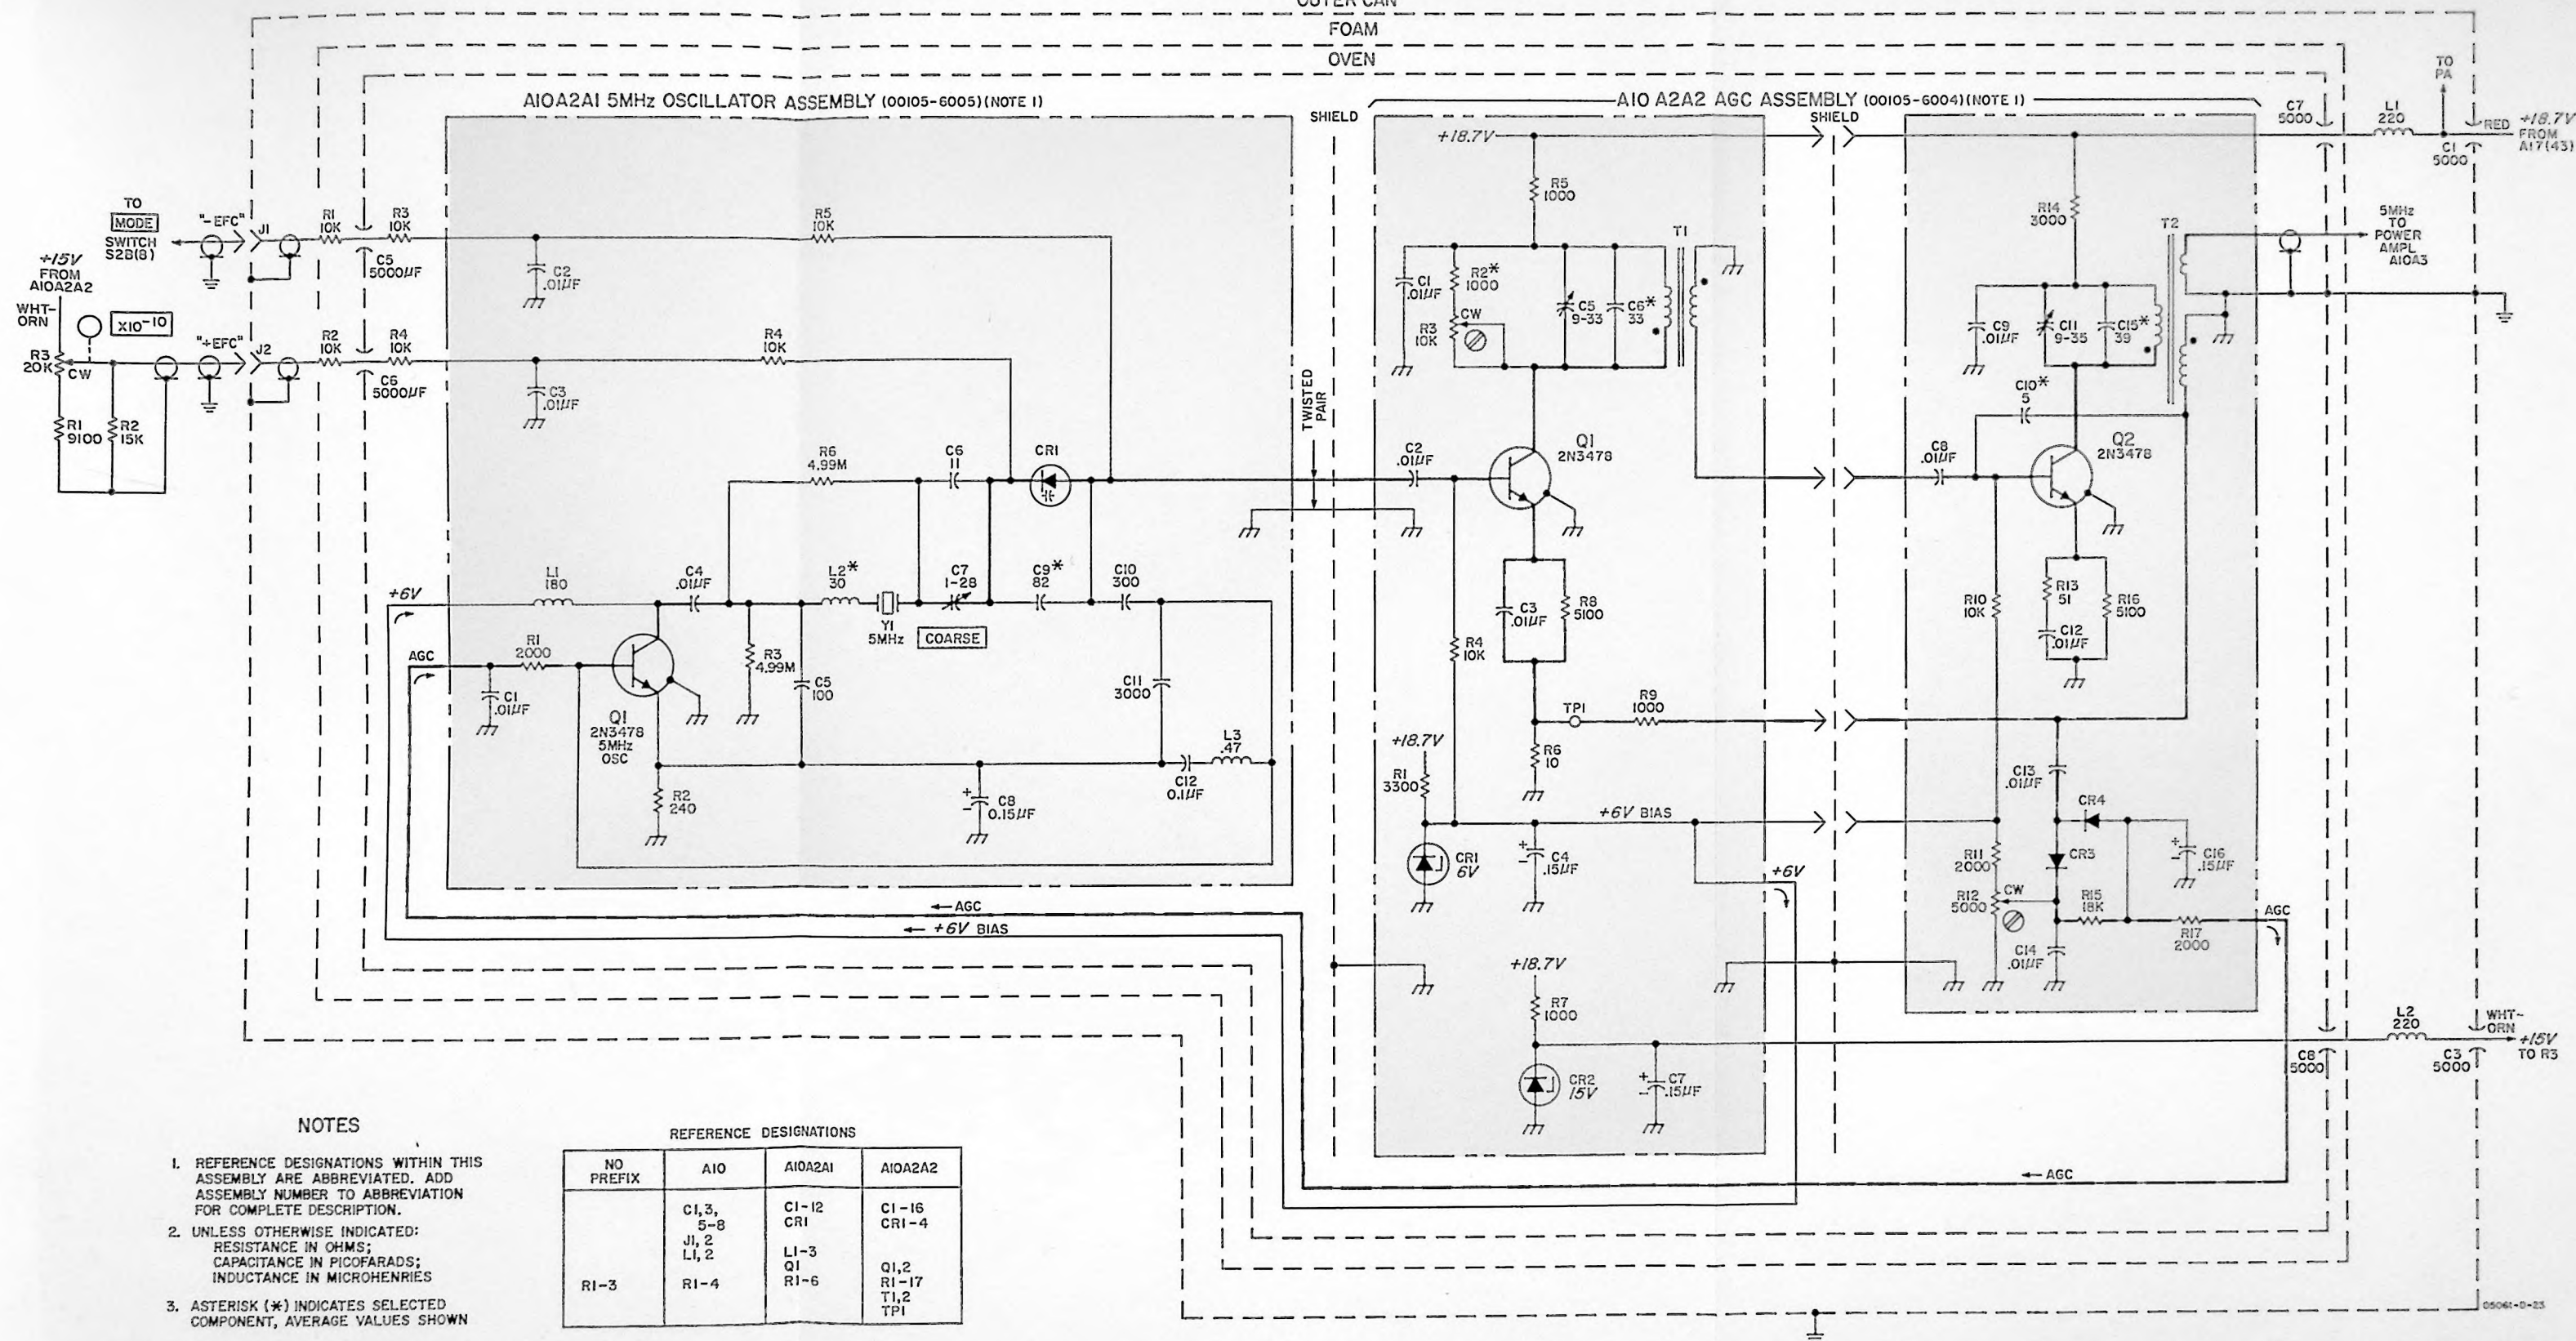 OUTER CAN
FOAM
OVEN
A10A2A1 5MHz OSCILLATOR ASSEMBLY (00105-6005)(NOTE 1)
SHIELD
A10 A2A2 AGC ASSEMBLY (00105-6004)(NOTE 1)
SHIELD
C7
5000
L1
220
TO
PA
RED
+18.7V
FROM
A17(43)
C1
5000
TO
MODE
SWITCH
S2B(8)
"-EFC"
J1
R1
10K
R3
10K
C5
5000µF
+15V
FROM
A10A2A2
WHT-
ORN
X10-10
R3
20K
CW
"+EFC"
J2
R2
10K
R4
10K
C6
5000µF
R1
9100
R2
15K
R5
10K
C2
.01µF
R4
10K
C3
.01µF
R6
4.99M
C6
11
CR1
+6V
L1
180
C4
.01µF
L2*
30
Y1
5MHz
C7
1-28
COARSE
C9*
82
C10
300
AGC
R1
2000
C1
.01µF
Q1
2N3478
5MHz
OSC
R3
4.99M
C5
100
C11
3000
R2
240
C8
0.15µF
C12
0.1µF
L3
.47
TWISTED
PAIR
+18.7V
R5
1000
C1
.01µF
R2*
1000
R3
10K
CW
C5
9-33
C6*
33
T1
C2
.01µF
Q1
2N3478
C3
.01µF
R8
5100
R4
10K
TP1
R9
1000
R6
10
+18.7V
R1
3300
+6V BIAS
CR1
6V
C4
.15µF
+6V
+18.7V
R7
1000
CR2
15V
C7
.15µF
R14
3000
T2
5MHz
TO
POWER
AMPL
A10A3
C9
.01µF
C11
9-35
C15*
39
C10*
5
C8
.01µF
Q2
2N3478
R10
10K
R13
51
C12
.01µF
R16
5100
C13
.01µF
CR4
CR3
R11
2000
R12
5000
CW
R15
18K
C16
.15µF
C14
.01µF
R17
2000
AGC
L2
220
WHT-
ORN
+15V
TO R3
C8
5000
C3
5000
AGC
+6V BIAS
AGC
NOTES
1. REFERENCE DESIGNATIONS WITHIN THIS
ASSEMBLY ARE ABBREVIATED. ADD
ASSEMBLY NUMBER TO ABBREVIATION
FOR COMPLETE DESCRIPTION.
2. UNLESS OTHERWISE INDICATED:
RESISTANCE IN OHMS;
CAPACITANCE IN PICOFARADS;
INDUCTANCE IN MICROHENRIES
3. ASTERISK (*) INDICATES SELECTED
COMPONENT, AVERAGE VALUES SHOWN
REFERENCE DESIGNATIONS
NO PREFIX A10 A10A2A1 A10A2A2
C1,3, C1-12 C1-16
5-8 CR1 CR1-4
J1, 2
L1, 2 L1-3
Q1 Q1,2
R1-3 R1-4 R1-6 R1-17
T1,2
TP1
05061-D-23